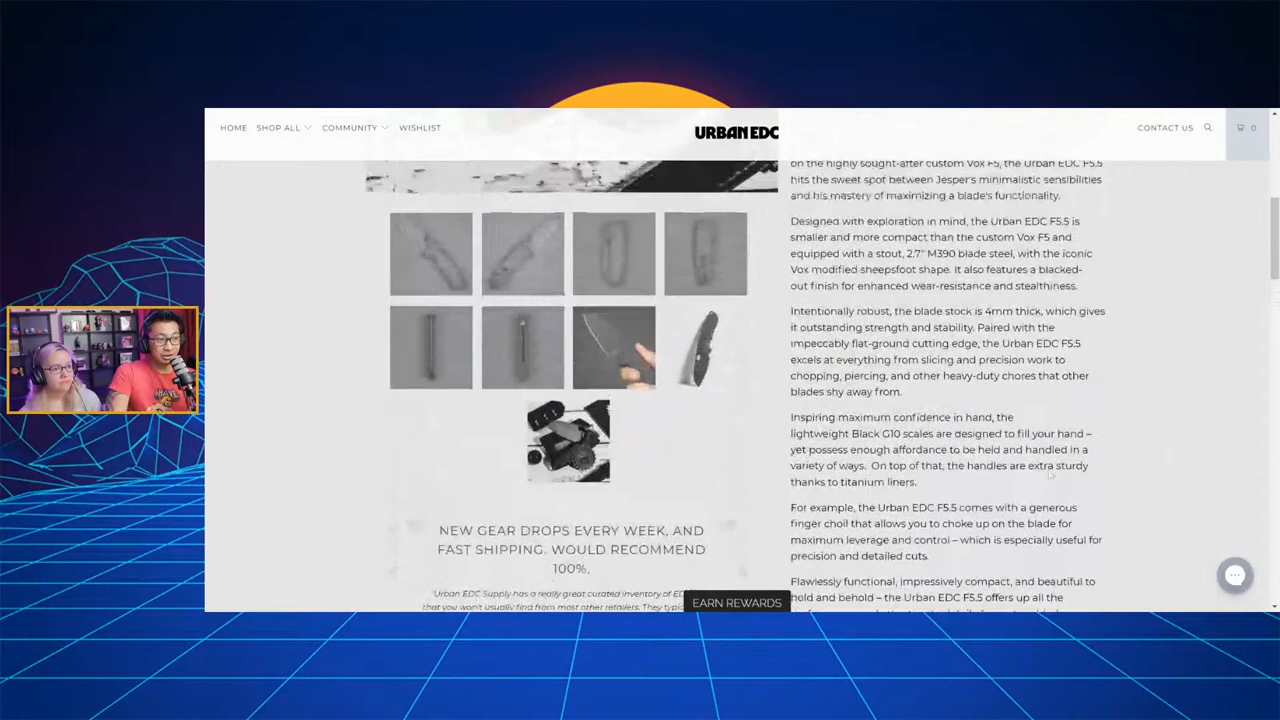 HOME SHOP ALL COMMUNITY WISHLIST
URBAN EDC
CONTACT US 0
on the highly sought-after custom Vox F5, the Urban EDC F5.5
hits the sweet spot between Jesper's minimalistic sensibilities
and his mastery of maximizing a blade's functionality.
Designed with exploration in mind, the Urban EDC F5.5 is
smaller and more compact than the custom Vox F5 and
equipped with a stout, 2.7" M390 blade steel, with the iconic
Vox modified sheepsfoot shape. It also features a blacked-
out finish for enhanced wear-resistance and stealthiness.
Intentionally robust, the blade stock is 4mm thick, which gives
it outstanding strength and stability. Paired with the
impeccably flat-ground cutting edge, the Urban EDC F5.5
excels at everything from slicing and precision work to
chopping, piercing, and other heavy-duty chores that other
blades shy away from.
Inspiring maximum confidence in hand, the
lightweight Black G10 scales are designed to fill your hand –
yet possess enough affordance to be held and handled in a
variety of ways. On top of that, the handles are extra sturdy
thanks to titanium liners.
For example, the Urban EDC F5.5 comes with a generous
finger choil that allows you to choke up on the blade for
maximum leverage and control – which is especially useful for
precision and detailed cuts.
Flawlessly functional, impressively compact, and beautiful to
hold and behold – the Urban EDC F5.5 offers up all the
NEW GEAR DROPS EVERY WEEK, AND
FAST SHIPPING. WOULD RECOMMEND
100%.
"Urban EDC Supply has a really great curated inventory of
that you won't usually find from most other retailers. They
EARN REWARDS